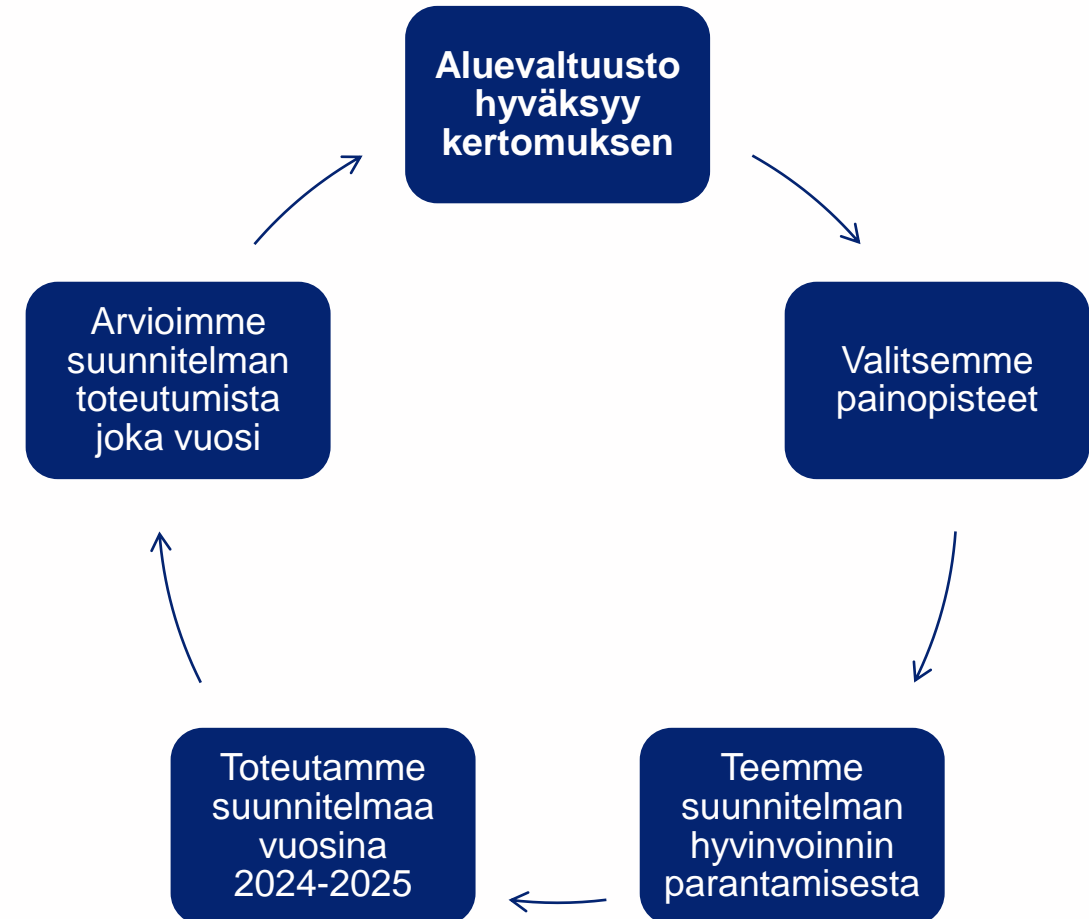 Aluevaltuusto
hyväksyy
kertomuksen
Valitsemme
painopisteet
Teemme
suunnitelman
hyvinvoinnin
parantamisesta
Toteutamme
suunnitelmaa
vuosina
2024-2025
Arvioimme
suunnitelman
toteutumista
joka vuosi